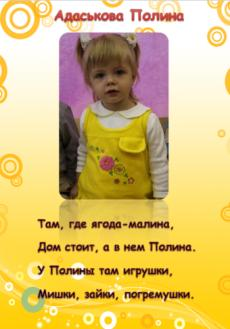 Адаськова Полина
Там, где ягода-малина,
Дом стоит, а в нем Полина.
У Полины там игрушки,
Мишки, зайки, погремушки.